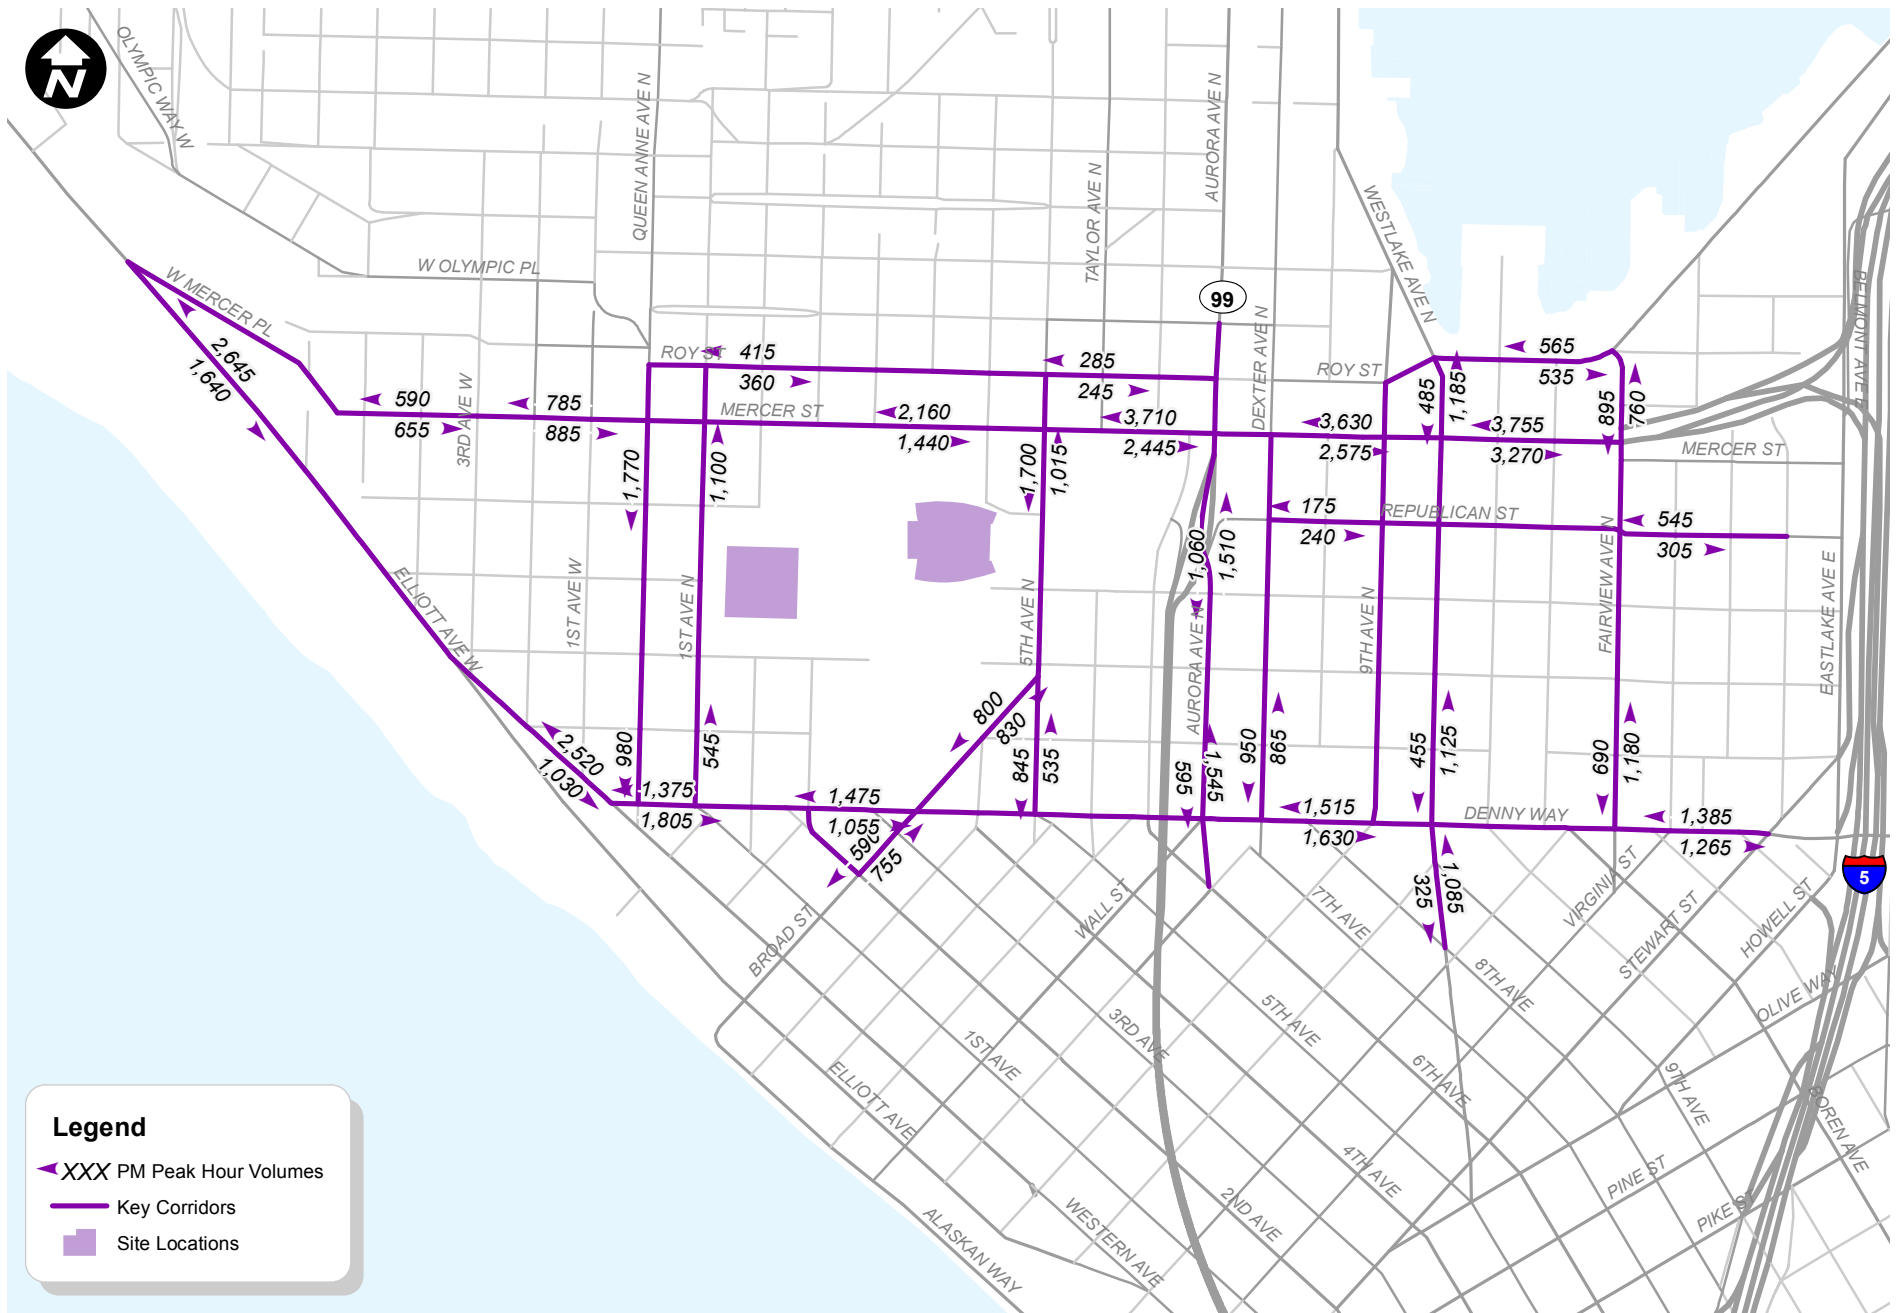 N
OLYMPIC WAY W
QUEEN ANNE AVE N
TAYLOR AVE N
AURORA AVE N
WESTLAKE AVE N
BELMONT AVE E
W OLYMPIC PL
W MERCER PL
99
DEXTER AVE N
2,645
1,640
ROY ST
415
360
285
245
ROY ST
565
535
590
655
3RD AVE W
785
885
MERCER ST
2,160
1,440
3,710
2,445
3,630
2,575
485
1,185
3,755
3,270
895
760
MERCER ST
1,770
1,100
1,700
1,015
175
240
REPUBLICAN ST
545
305
1,090
1,510
ELLIOTT AVE W
1ST AVE W
1ST AVE N
5TH AVE N
AURORA AVE N
9TH AVE N
FAIRVIEW AVE N
EASTLAKE AVE E
2,520
1,030
980
545
800
830
845
535
595
1,545
950
865
455
1,125
690
1,180
1,375
1,805
1,475
1,055
590
755
1,515
1,630
DENNY WAY
1,385
1,265
325
1,085
5
BROAD ST
WALL ST
7TH AVE
VIRGINIA ST
STEWART ST
HOWELL ST
8TH AVE
OLIVE WAY
1ST AVE
3RD AVE
5TH AVE
6TH AVE
9TH AVE
BOREN AVE
ELLIOTT AVE
4TH AVE
PINE ST
PIKE ST
2ND AVE
WESTERN AVE
ALASKAN WAY
Legend
XXX PM Peak Hour Volumes
Key Corridors
Site Locations